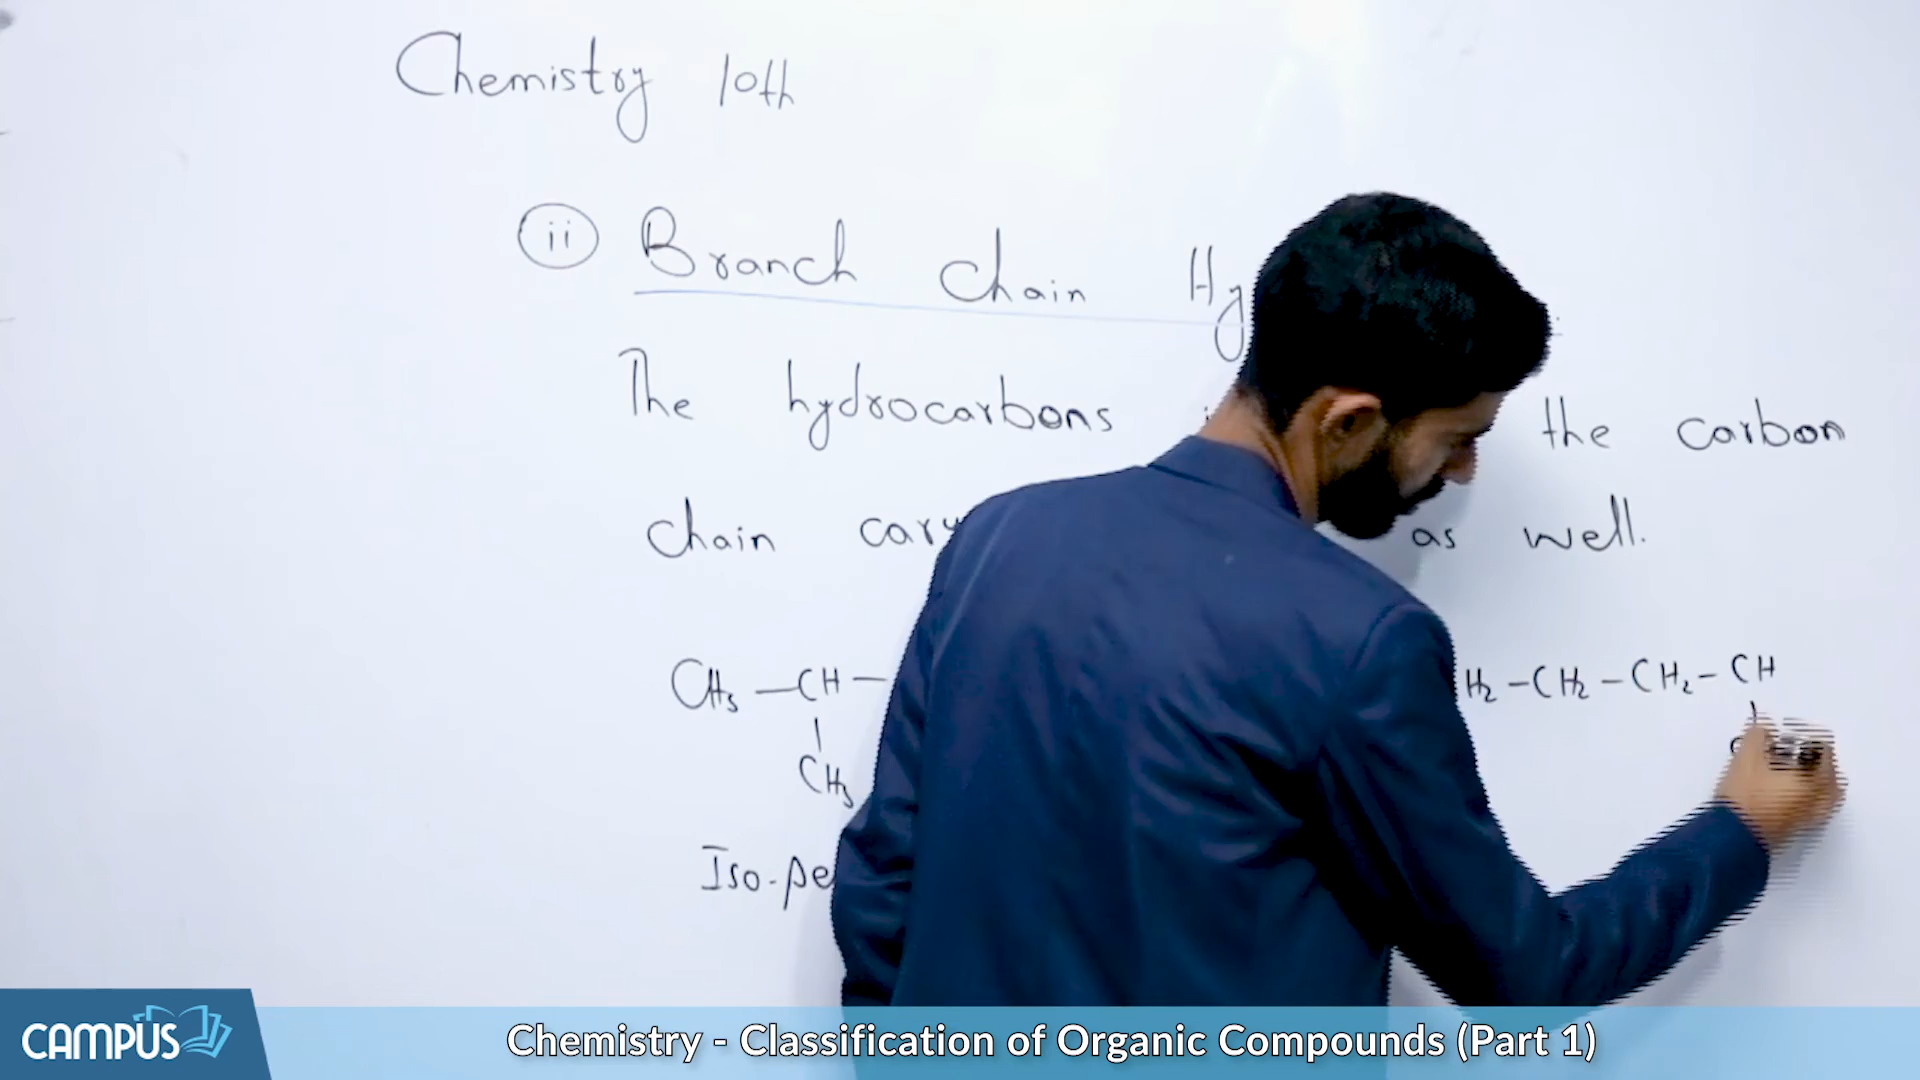 Chemistry 10th
ii Branch Chain Hy
The hydrocarbons the carbon
chain as well.
CH₃ — CH — H₂ — CH₂ — CH₂ — CH
CH₃
Iso-pe
CAMPUS
Chemistry - Classification of Organic Compounds (Part 1)